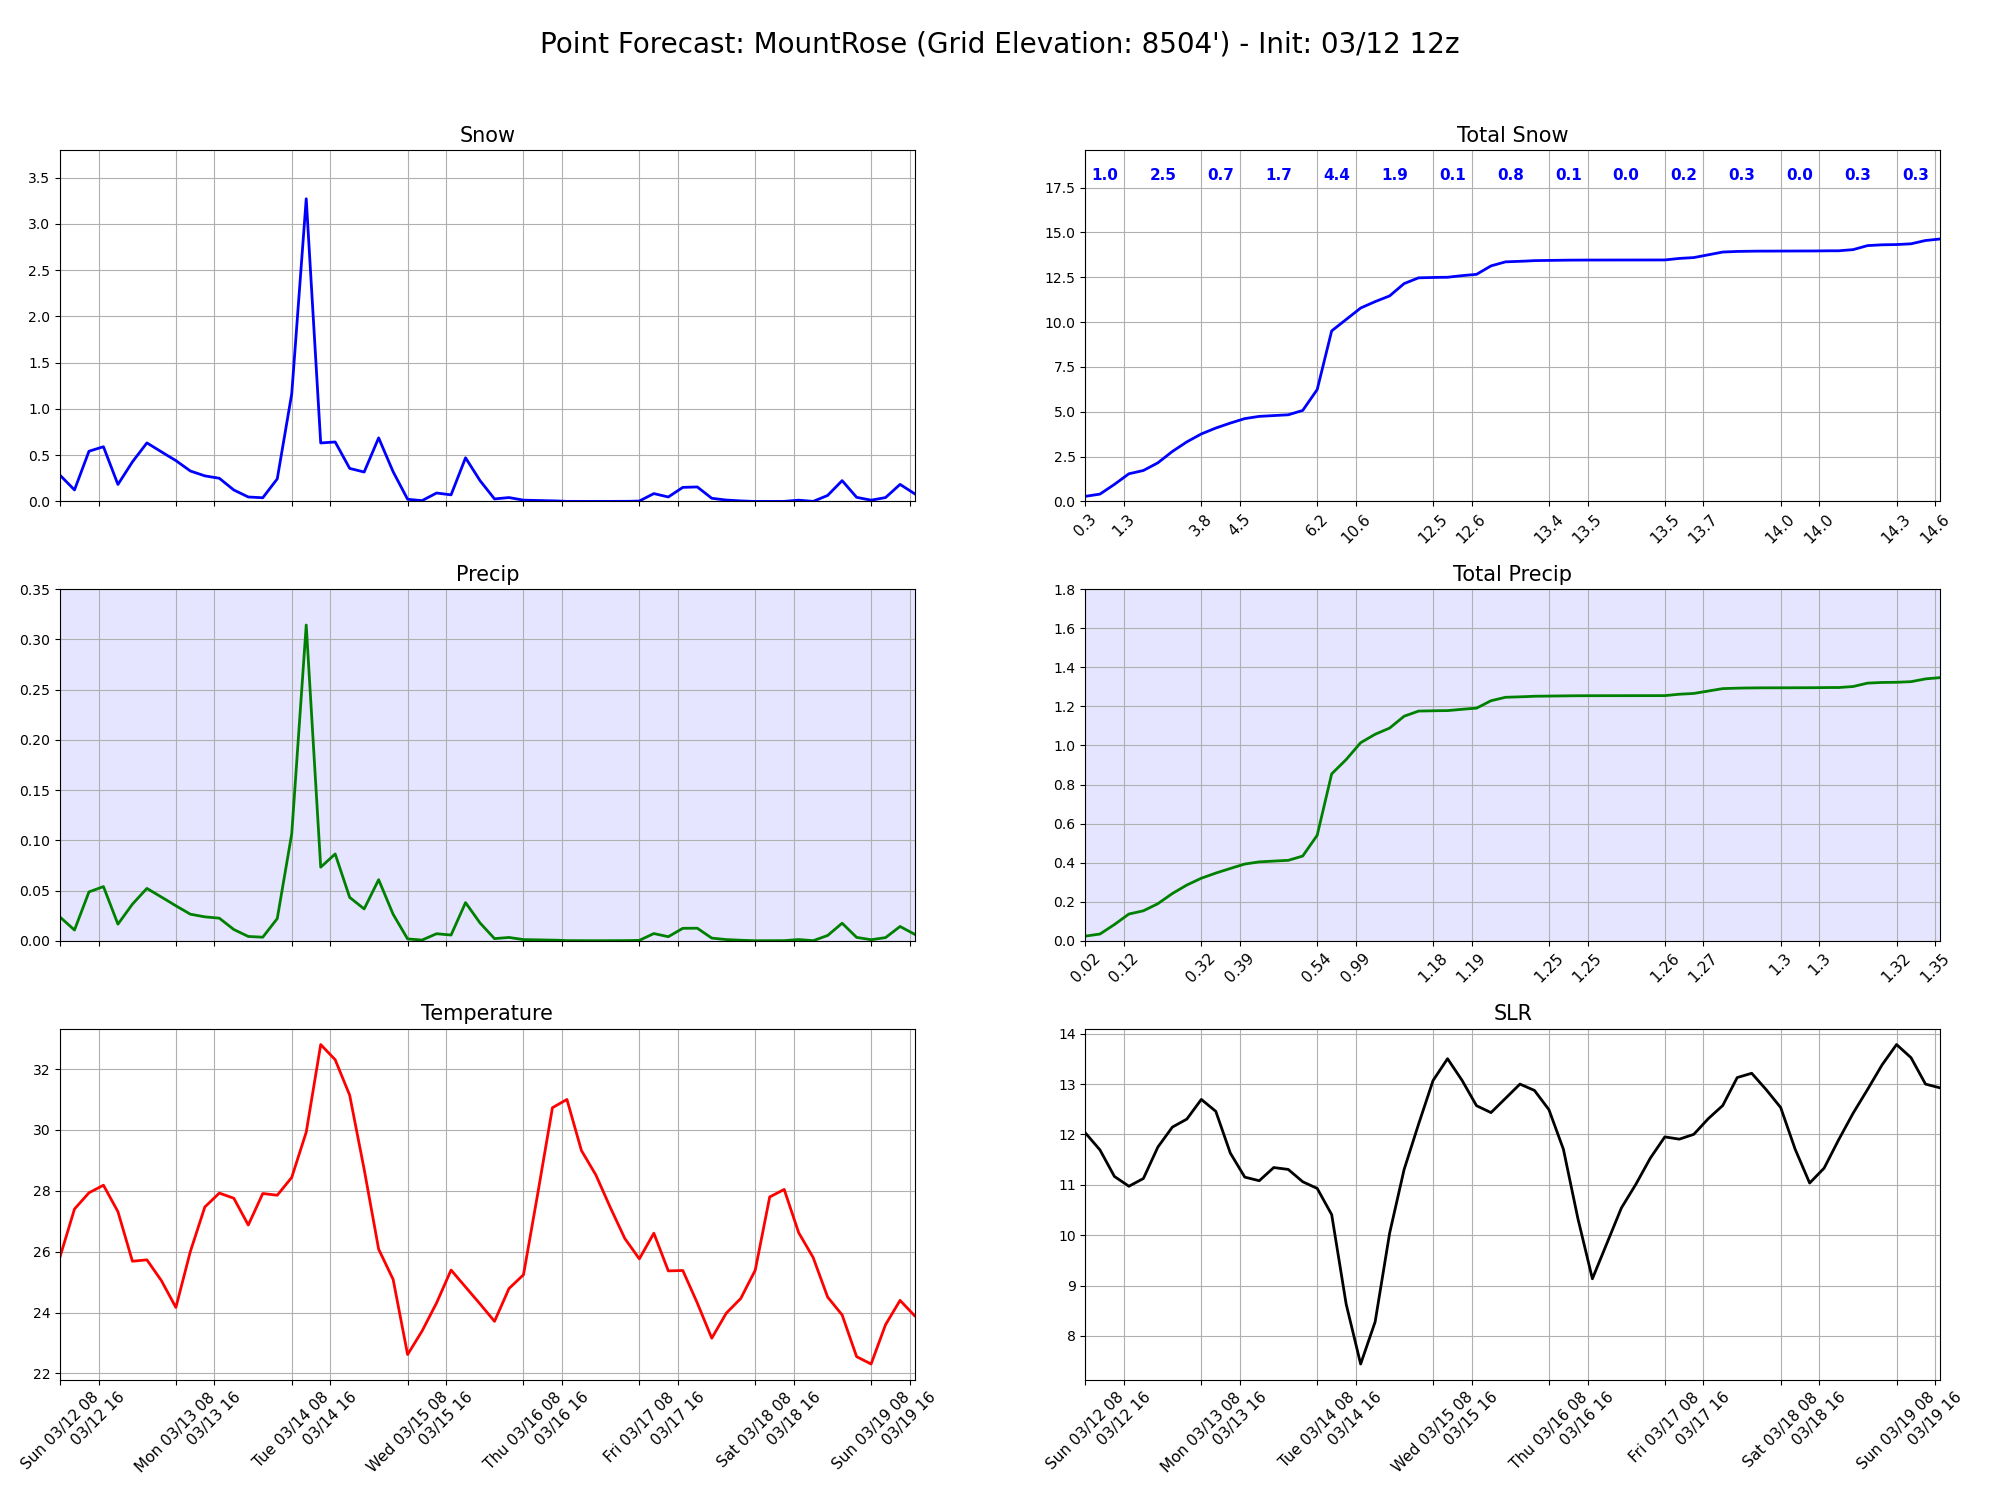 Point Forecast: MountRose (Grid Elevation: 8504') - Init: 03/12 12z
Snow
3.5
3.0
2.5
2.0
1.5
1.0
0.5
0.0
Total Snow
1.0 2.5 0.7 1.7 4.4 1.9 0.1 0.8 0.1 0.0 0.2 0.3 0.0 0.3 0.3
17.5
15.0
12.5
10.0
7.5
5.0
2.5
0.0
0.3 1.3 3.8 4.5 6.2 10.6 12.5 12.6 13.4 13.5 13.5 13.7 14.0 14.0 14.3 14.6
Precip
0.35
0.30
0.25
0.20
0.15
0.10
0.05
0.00
Total Precip
1.8
1.6
1.4
1.2
1.0
0.8
0.6
0.4
0.2
0.0
0.02 0.12 0.32 0.39 0.54 0.99 1.18 1.19 1.25 1.25 1.26 1.27 1.3 1.3 1.32 1.35
Temperature
32
30
28
26
24
22
Sun 03/12 08
03/12 16
Mon 03/13 08
03/13 16
Tue 03/14 08
03/14 16
Wed 03/15 08
03/15 16
Thu 03/16 08
03/16 16
Fri 03/17 08
03/17 16
Sat 03/18 08
03/18 16
Sun 03/19 08
03/19 16
SLR
14
13
12
11
10
9
8
Sun 03/12 08
03/12 16
Mon 03/13 08
03/13 16
Tue 03/14 08
03/14 16
Wed 03/15 08
03/15 16
Thu 03/16 08
03/16 16
Fri 03/17 08
03/17 16
Sat 03/18 08
03/18 16
Sun 03/19 08
03/19 16